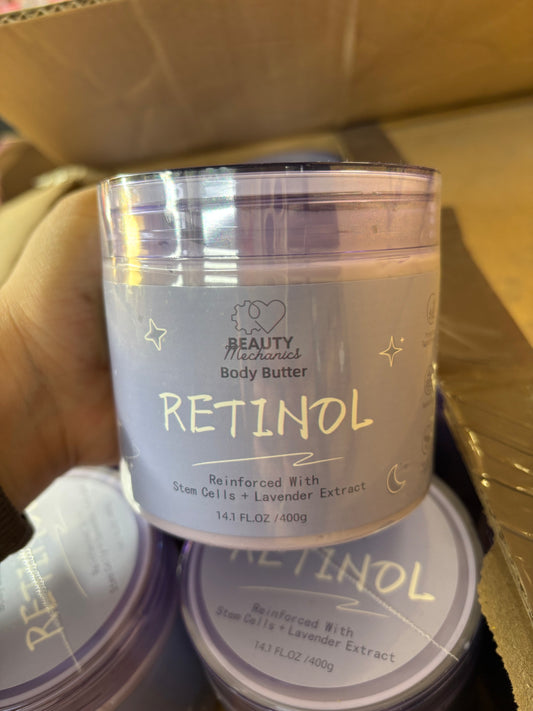 BEAUTY
Mechanics
Body Butter
RETINOL
Reinforced With
Stem Cells + Lavender Extract
14.1 FL.OZ /400g
RETINOL
Reinforced With
Stem Cells + Lavender Extract
14.1 FL.OZ /400g